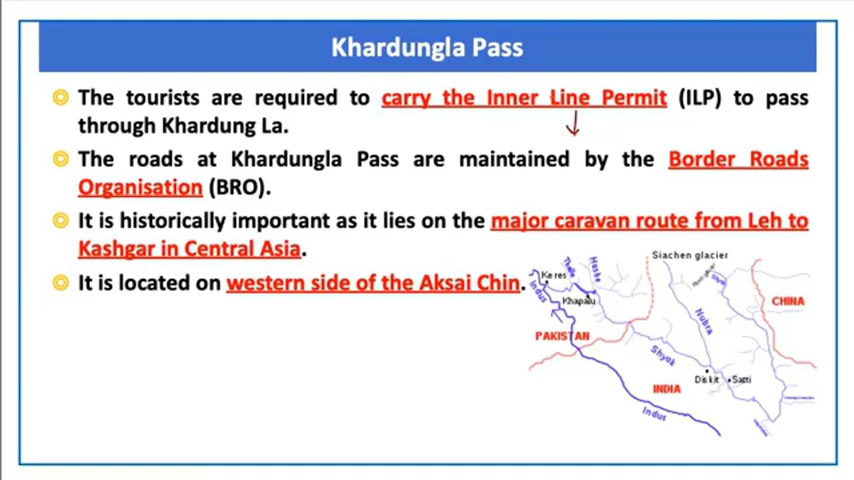 Khardungla Pass
The tourists are required to carry the Inner Line Permit (ILP) to pass
through Khardung La.
The roads at Khardungla Pass are maintained by the Border Roads
Organisation (BRO).
It is historically important as it lies on the major caravan route from Leh to
Kashgar in Central Asia.
It is located on western side of the Aksai Chin.
Siachen glacier
Keres
Thalle
Hushe
Shyok
Indus
Khapalu
CHINA
Nubra
PAKISTAN
Shyok
INDIA
Diskit
Satti
Indus